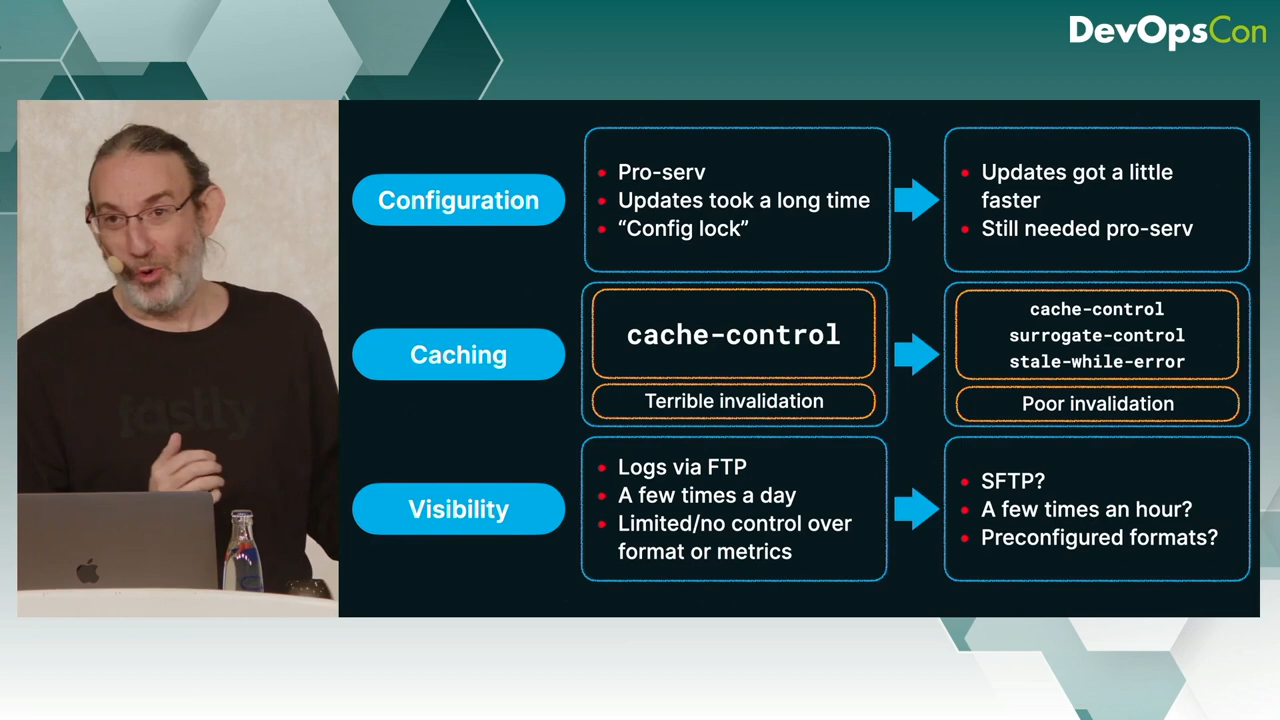 DevOpsCon
fastly
Configuration
• Pro-serv
• Updates took a long time
• “Config lock”
• Updates got a little
faster
• Still needed pro-serv
Caching
cache-control
Terrible invalidation
cache-control
surrogate-control
stale-while-error
Poor invalidation
Visibility
• Logs via FTP
• A few times a day
• Limited/no control over
format or metrics
• SFTP?
• A few times an hour?
• Preconfigured formats?